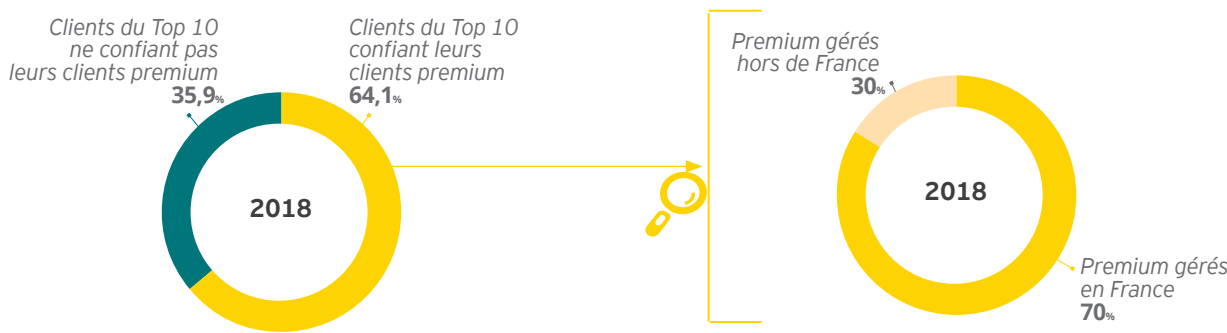 Clients du Top 10
ne confiant pas
leurs clients premium
35,9%
Clients du Top 10
confiant leurs
clients premium
64,1%
2018
Premium gérés
hors de France
30%
2018
Premium gérés
en France
70%